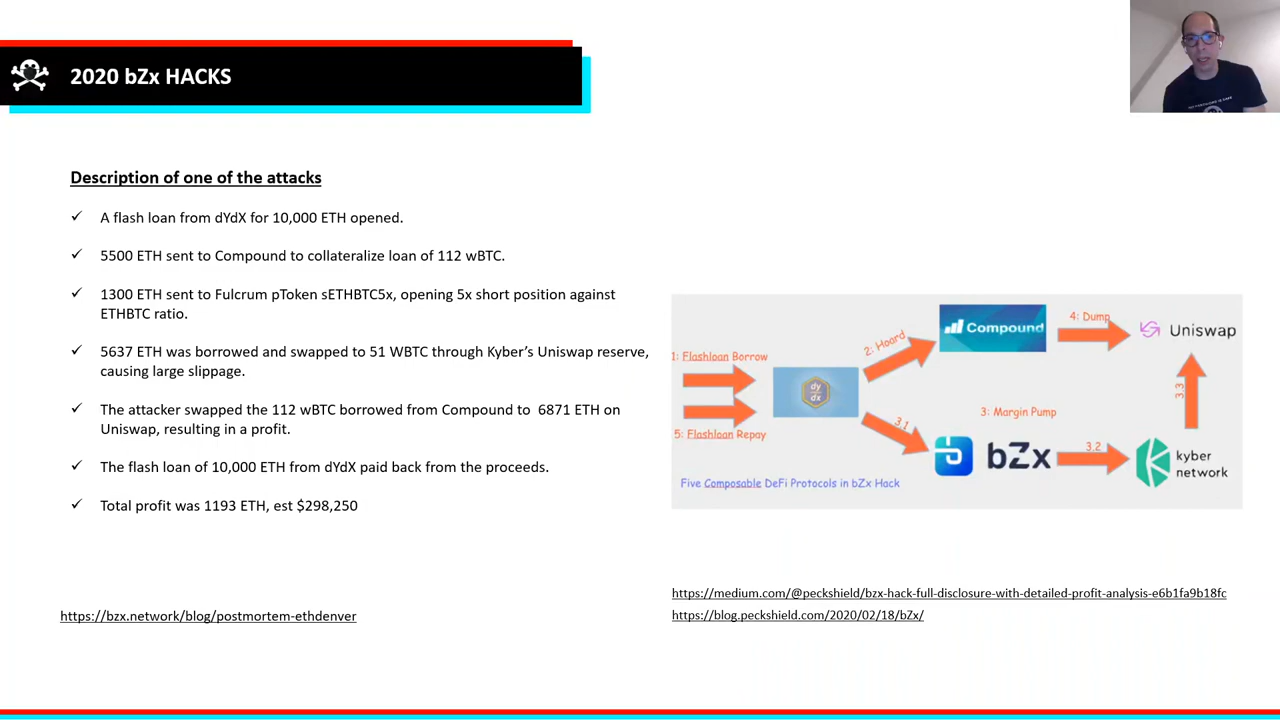 2020 bZx HACKS
Description of one of the attacks
A flash loan from dYdX for 10,000 ETH opened.
5500 ETH sent to Compound to collateralize loan of 112 wBTC.
1300 ETH sent to Fulcrum pToken sETHBTC5x, opening 5x short position against
ETHBTC ratio.
5637 ETH was borrowed and swapped to 51 WBTC through Kyber's Uniswap reserve,
causing large slippage.
The attacker swapped the 112 wBTC borrowed from Compound to 6871 ETH on
Uniswap, resulting in a profit.
The flash loan of 10,000 ETH from dYdX paid back from the proceeds.
Total profit was 1193 ETH, est $298,250
https://bzx.network/blog/postmortem-ethdenver
1: Flashloan Borrow
5: Flashloan Repay
dy
dx
2: Hoard
Compound
4: Dump
Uniswap
3.1
3: Margin Pump
bZx
3.2
3.3
kyber
network
Five Composable DeFi Protocols in bZx Hack
https://medium.com/@peckshield/bzx-hack-full-disclosure-with-detailed-profit-analysis-e6b1fa9b18fc
https://blog.peckshield.com/2020/02/18/bZx/